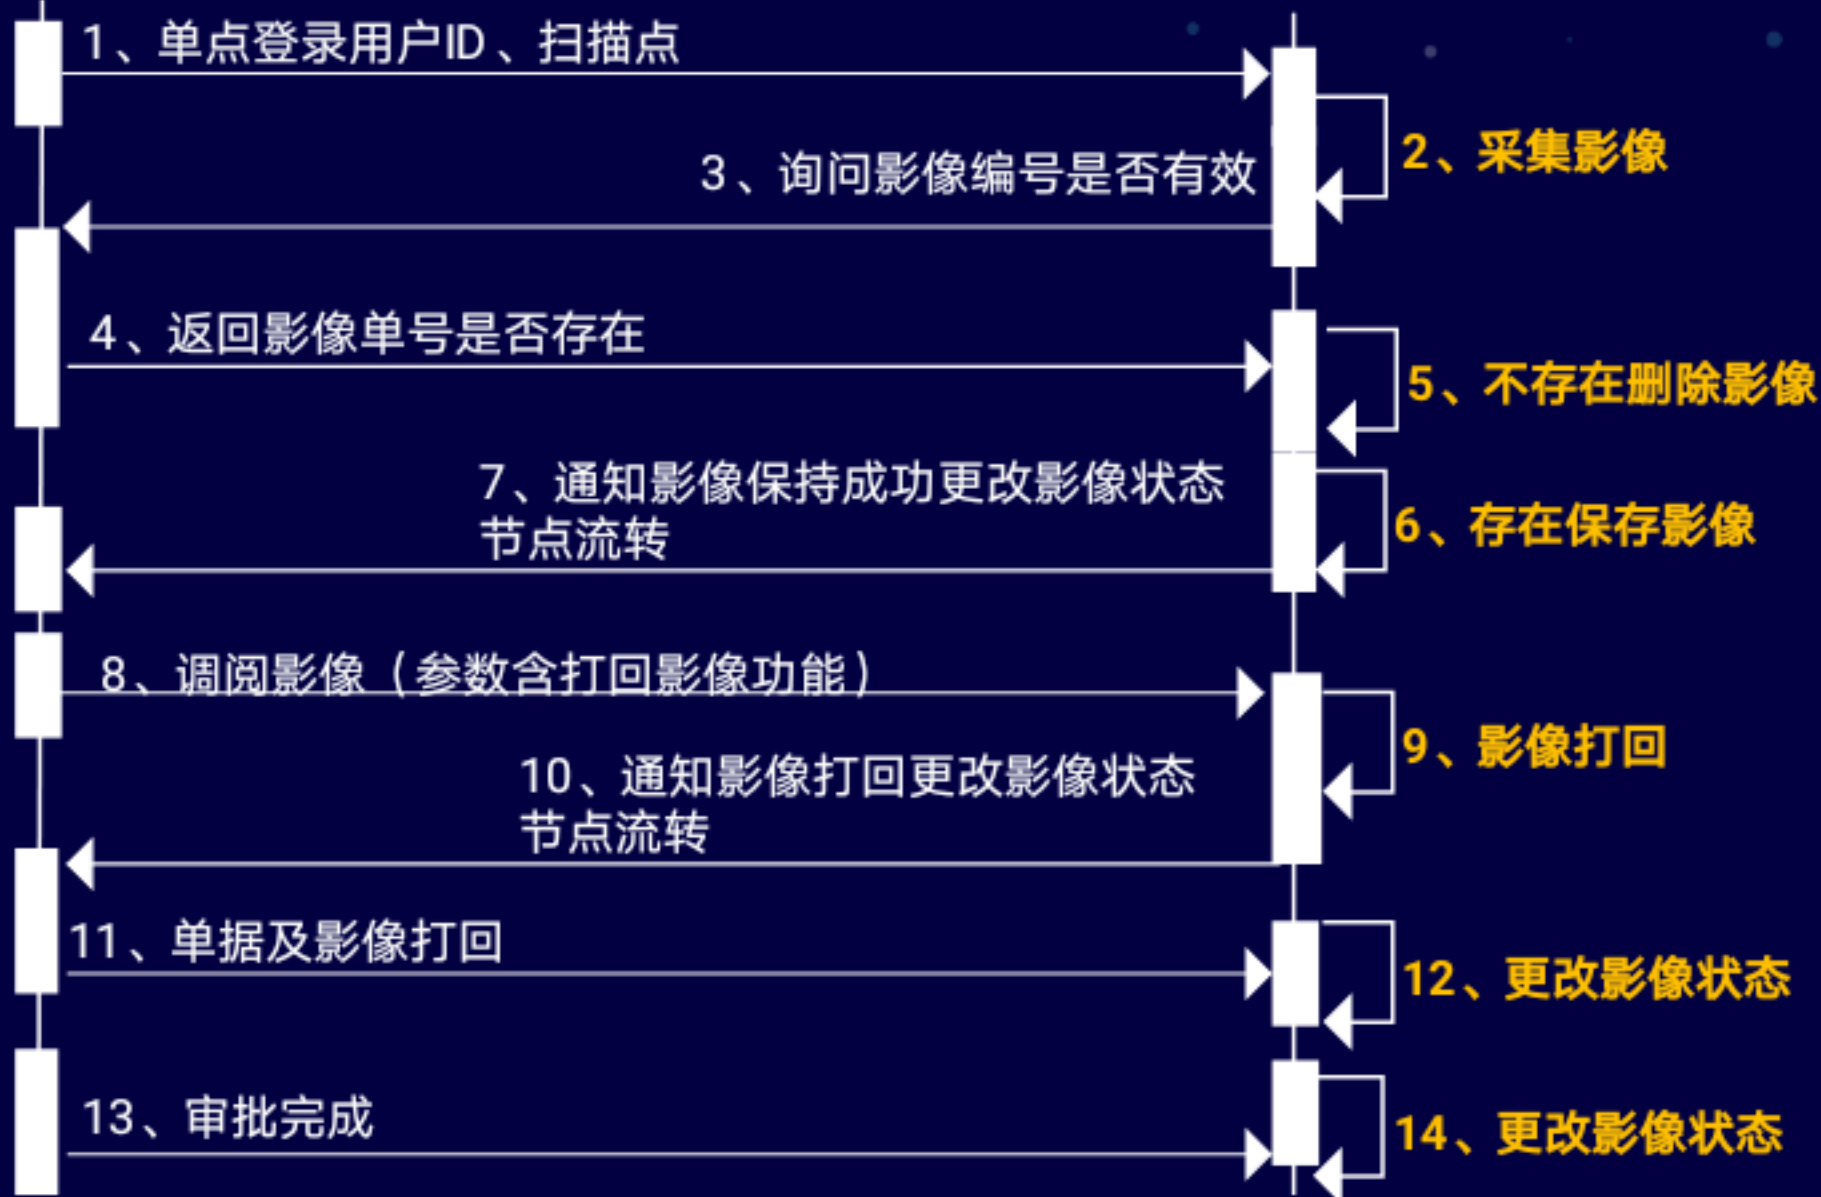 1、单点登录用户ID、扫描点
2、采集影像
3、询问影像编号是否有效
4、返回影像单号是否存在
5、不存在删除影像
6、存在保存影像
7、通知影像保持成功更改影像状态
节点流转
8、调阅影像（参数含打回影像功能）
9、影像打回
10、通知影像打回更改影像状态
节点流转
11、单据及影像打回
12、更改影像状态
13、审批完成
14、更改影像状态